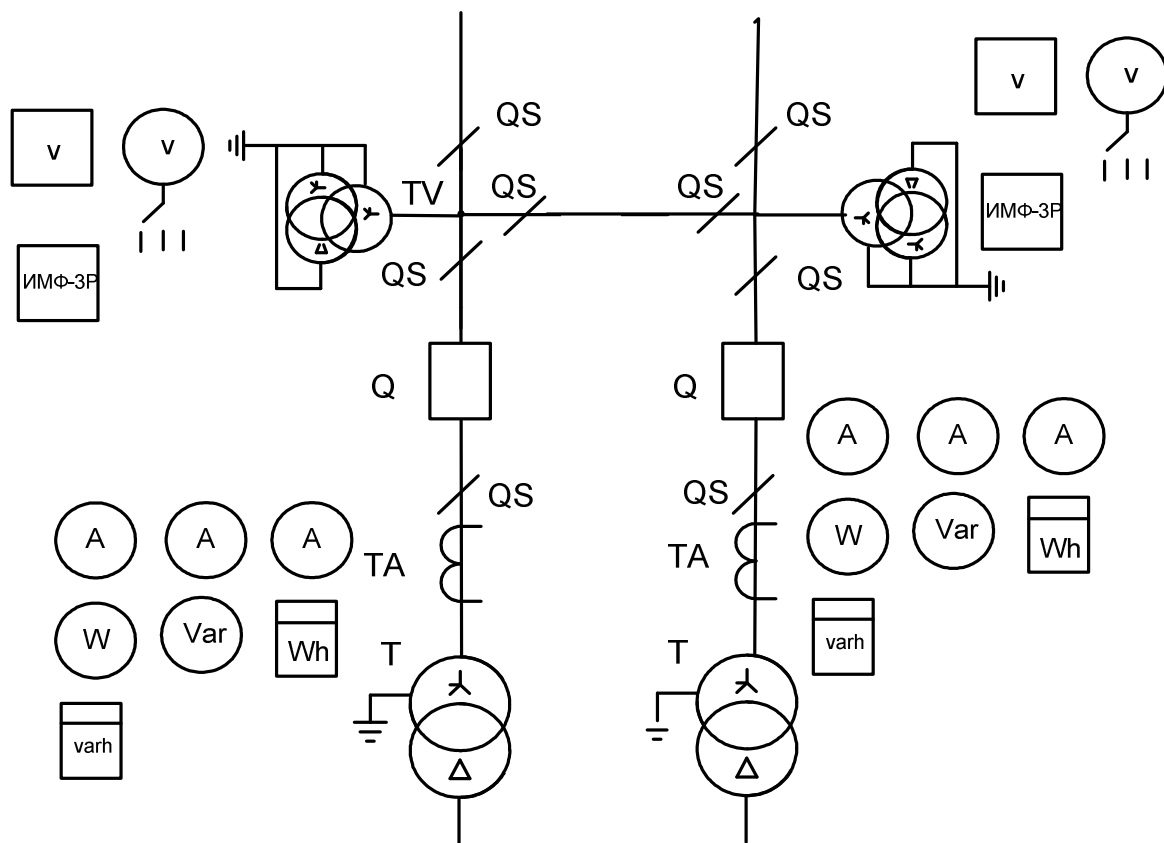 v
v
QS
QS
v
v
TV
QS
QS
ИМФ-3Р
ИМФ-3Р
QS
QS
Q
Q
A
A
A
QS
QS
W
Var
Wh
A
A
A
TA
TA
varh
W
Var
Wh
T
T
varh